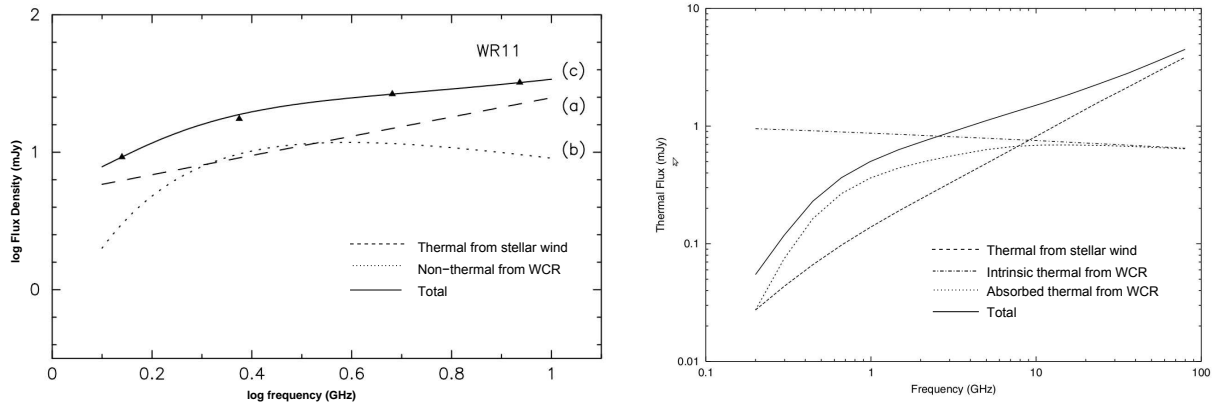 2
1
0
log Flux Density (mJy)
WR11
(c)
(a)
(b)
Thermal from stellar wind
Non-thermal from WCR
Total
0 0.2 0.4 0.6 0.8 1
log frequency (GHz)
10
1
0.1
0.01
Thermal Flux (mJy)
Thermal from stellar wind
Intrinsic thermal from WCR
Absorbed thermal from WCR
Total
0.1 1 10 100
Frequency (GHz)